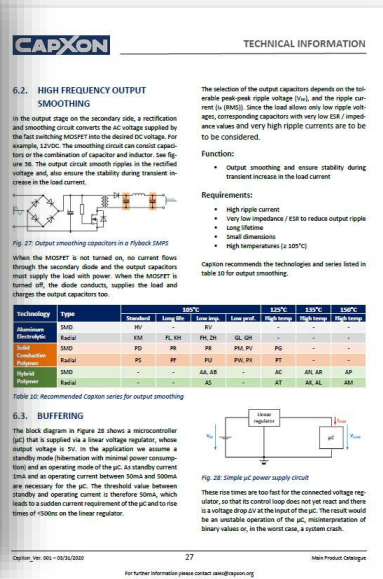 CAPXON
TECHNICAL INFORMATION
6.2. HIGH FREQUENCY OUTPUT
SMOOTHING
In the output stage on the secondary side, a rectification
and smoothing circuit converts the AC voltage supplied by
the fast switching MOSFET into the desired DC voltage. For
example, 12VDC. The smoothing circuit can consist capaci-
tors or the combination of capacitor and inductor. See fig-
ure 56. The output circuit smooth ripples in the rectified
voltage and, also ensure the stability during transient in-
crease in the load current.
Fig. 27: Output smoothing capacitors in a Flyback SMPS
When the MOSFET is not turned on, no current flows
through the secondary diode and the output capacitors
must supply the load with power. When the MOSFET is
turned off, the diode conducts, supplies the load and
charges the output capacitors too.
The selection of the output capacitors depends on the tol-
erable peak-peak ripple voltage (Vpp), and the ripple cur-
rent (IR (RMS)). Since the load allows only low ripple volt-
ages, corresponding capacitors with very low ESR / imped-
ance values and very high ripple currents are to be
to be considered.
Function:
• Output smoothing and ensure stability during
transient increase in the load current
Requirements:
• High ripple current
• Very low impedance / ESR to reduce output ripple
• Long lifetime
• Small dimensions
• High temperatures (≥ 105°C)
CapXon recommends the technologies and series listed in
table 10 for output smoothing.
Technology Type 105°C 125°C 135°C 150°C
Standard Long life Low imp. Low prof. High temp High temp High temp
Aluminum Electrolytic SMD HV - RV - - - -
Radial KM FL, KH FH, ZH GL, GH - - -
Solid Conductive Polymer SMD PD PR PR PM, PV PG - -
Radial PS PF PU PW, PX PT - -
Hybrid Polymer SMD - - AA, AB - AC AN, AR AP
Radial - - AS - AT AK, AL AM
Table 10: Recommended CapXon series for output smoothing
6.3. BUFFERING
The block diagram in Figure 28 shows a microcontroller
(μC) that is supplied via a linear voltage regulator, whose
output voltage is 5V. In the application we assume a
standby mode (hibernation with minimal power consump-
tion) and an operating mode of the μC. As standby current
1mA and as operating current between 50mA and 500mA
are necessary for the μC. The threshold value between
standby and operating current is therefore 50mA, which
leads to a sudden current requirement of the μC and to rise
times of <500ns on the linear regulator.
Linear
regulator
μC
Fig. 28: Simple μC power supply circuit
These rise times are too fast for the connected voltage reg-
ulator, so that its control loop does not yet react and there
is a voltage drop ΔV at the input of the μC. The result would
be an unstable operation of the μC, misinterpretation of
binary values or, in the worst case, a system crash.
CapXon_Ver. 001 – 03/31/2020
27
Main Product Catalogue
For further information please contact sales@capxon.org